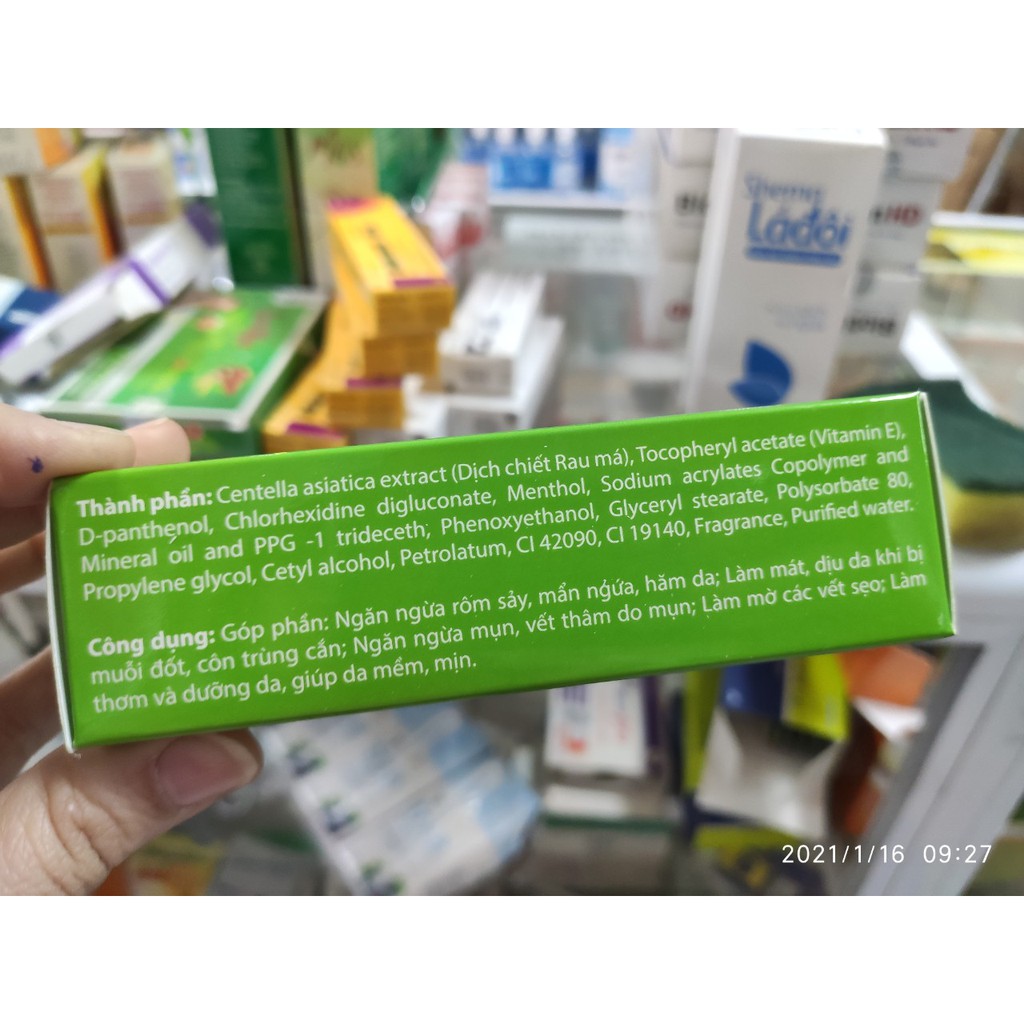 Lá đôi
Thành phần: Centella asiatica extract (Dịch chiết Rau má), Tocopheryl acetate (Vitamin E),
D-panthenol, Chlorhexidine digluconate, Menthol, Sodium acrylates Copolymer and
Mineral oil and PPG -1 trideceth, Phenoxyethanol, Glyceryl stearate, Polysorbate 80,
Propylene glycol, Cetyl alcohol, Petrolatum, CI 42090, CI 19140, Fragrance, Purified water.
Công dụng: Góp phần: Ngăn ngừa rôm sảy, mẩn ngứa, hăm da; Làm mát, dịu da khi bị
muỗi đốt, côn trùng cắn; Ngăn ngừa mụn, vết thâm do mụn; Làm mờ các vết sẹo; Làm
thơm và dưỡng da, giúp da mềm, mịn.
2021/1/16 09:27